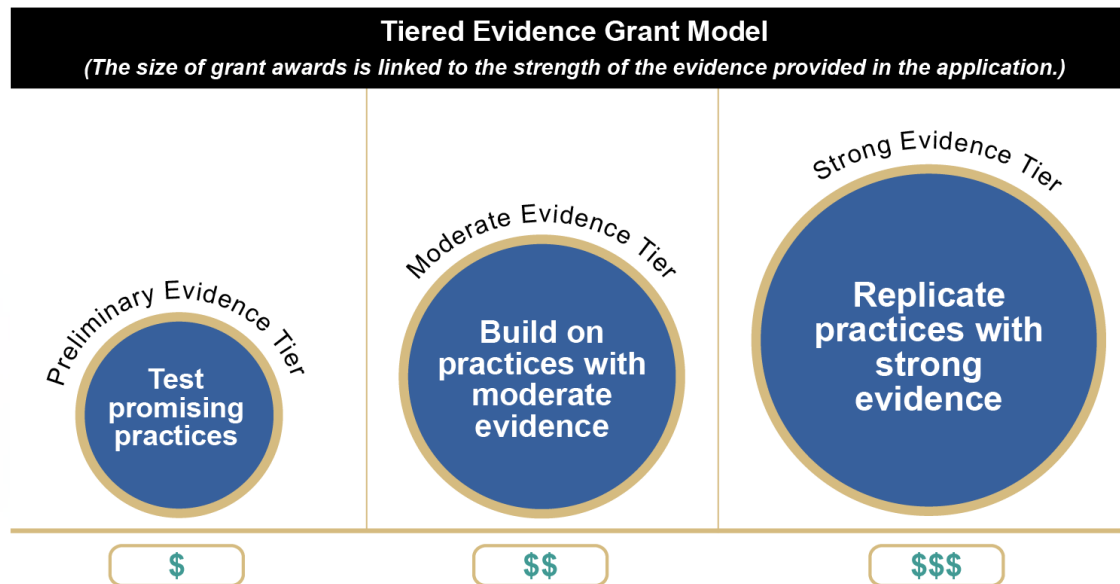 Tiered Evidence Grant Model
(The size of grant awards is linked to the strength of the evidence provided in the application.)
Preliminary Evidence Tier
Test
promising
practices
$
Moderate Evidence Tier
Build on
practices with
moderate
evidence
$$
Strong Evidence Tier
Replicate
practices with
strong
evidence
$$$